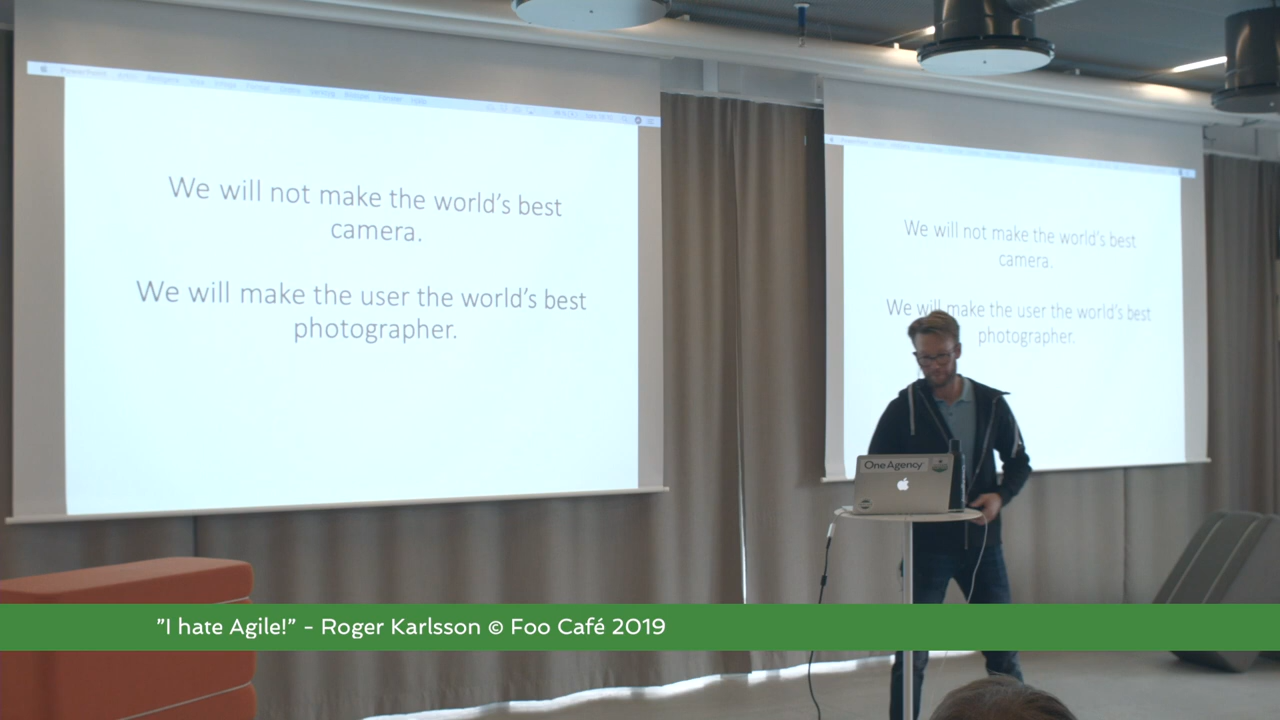 PowerPoint
We will not make the world's best
camera.
We will make the user the world's best
photographer.
We will not make the world's best
camera.
We will make the user the world's best
photographer.
One Agency
"I hate Agile!" - Roger Karlsson © Foo Café 2019